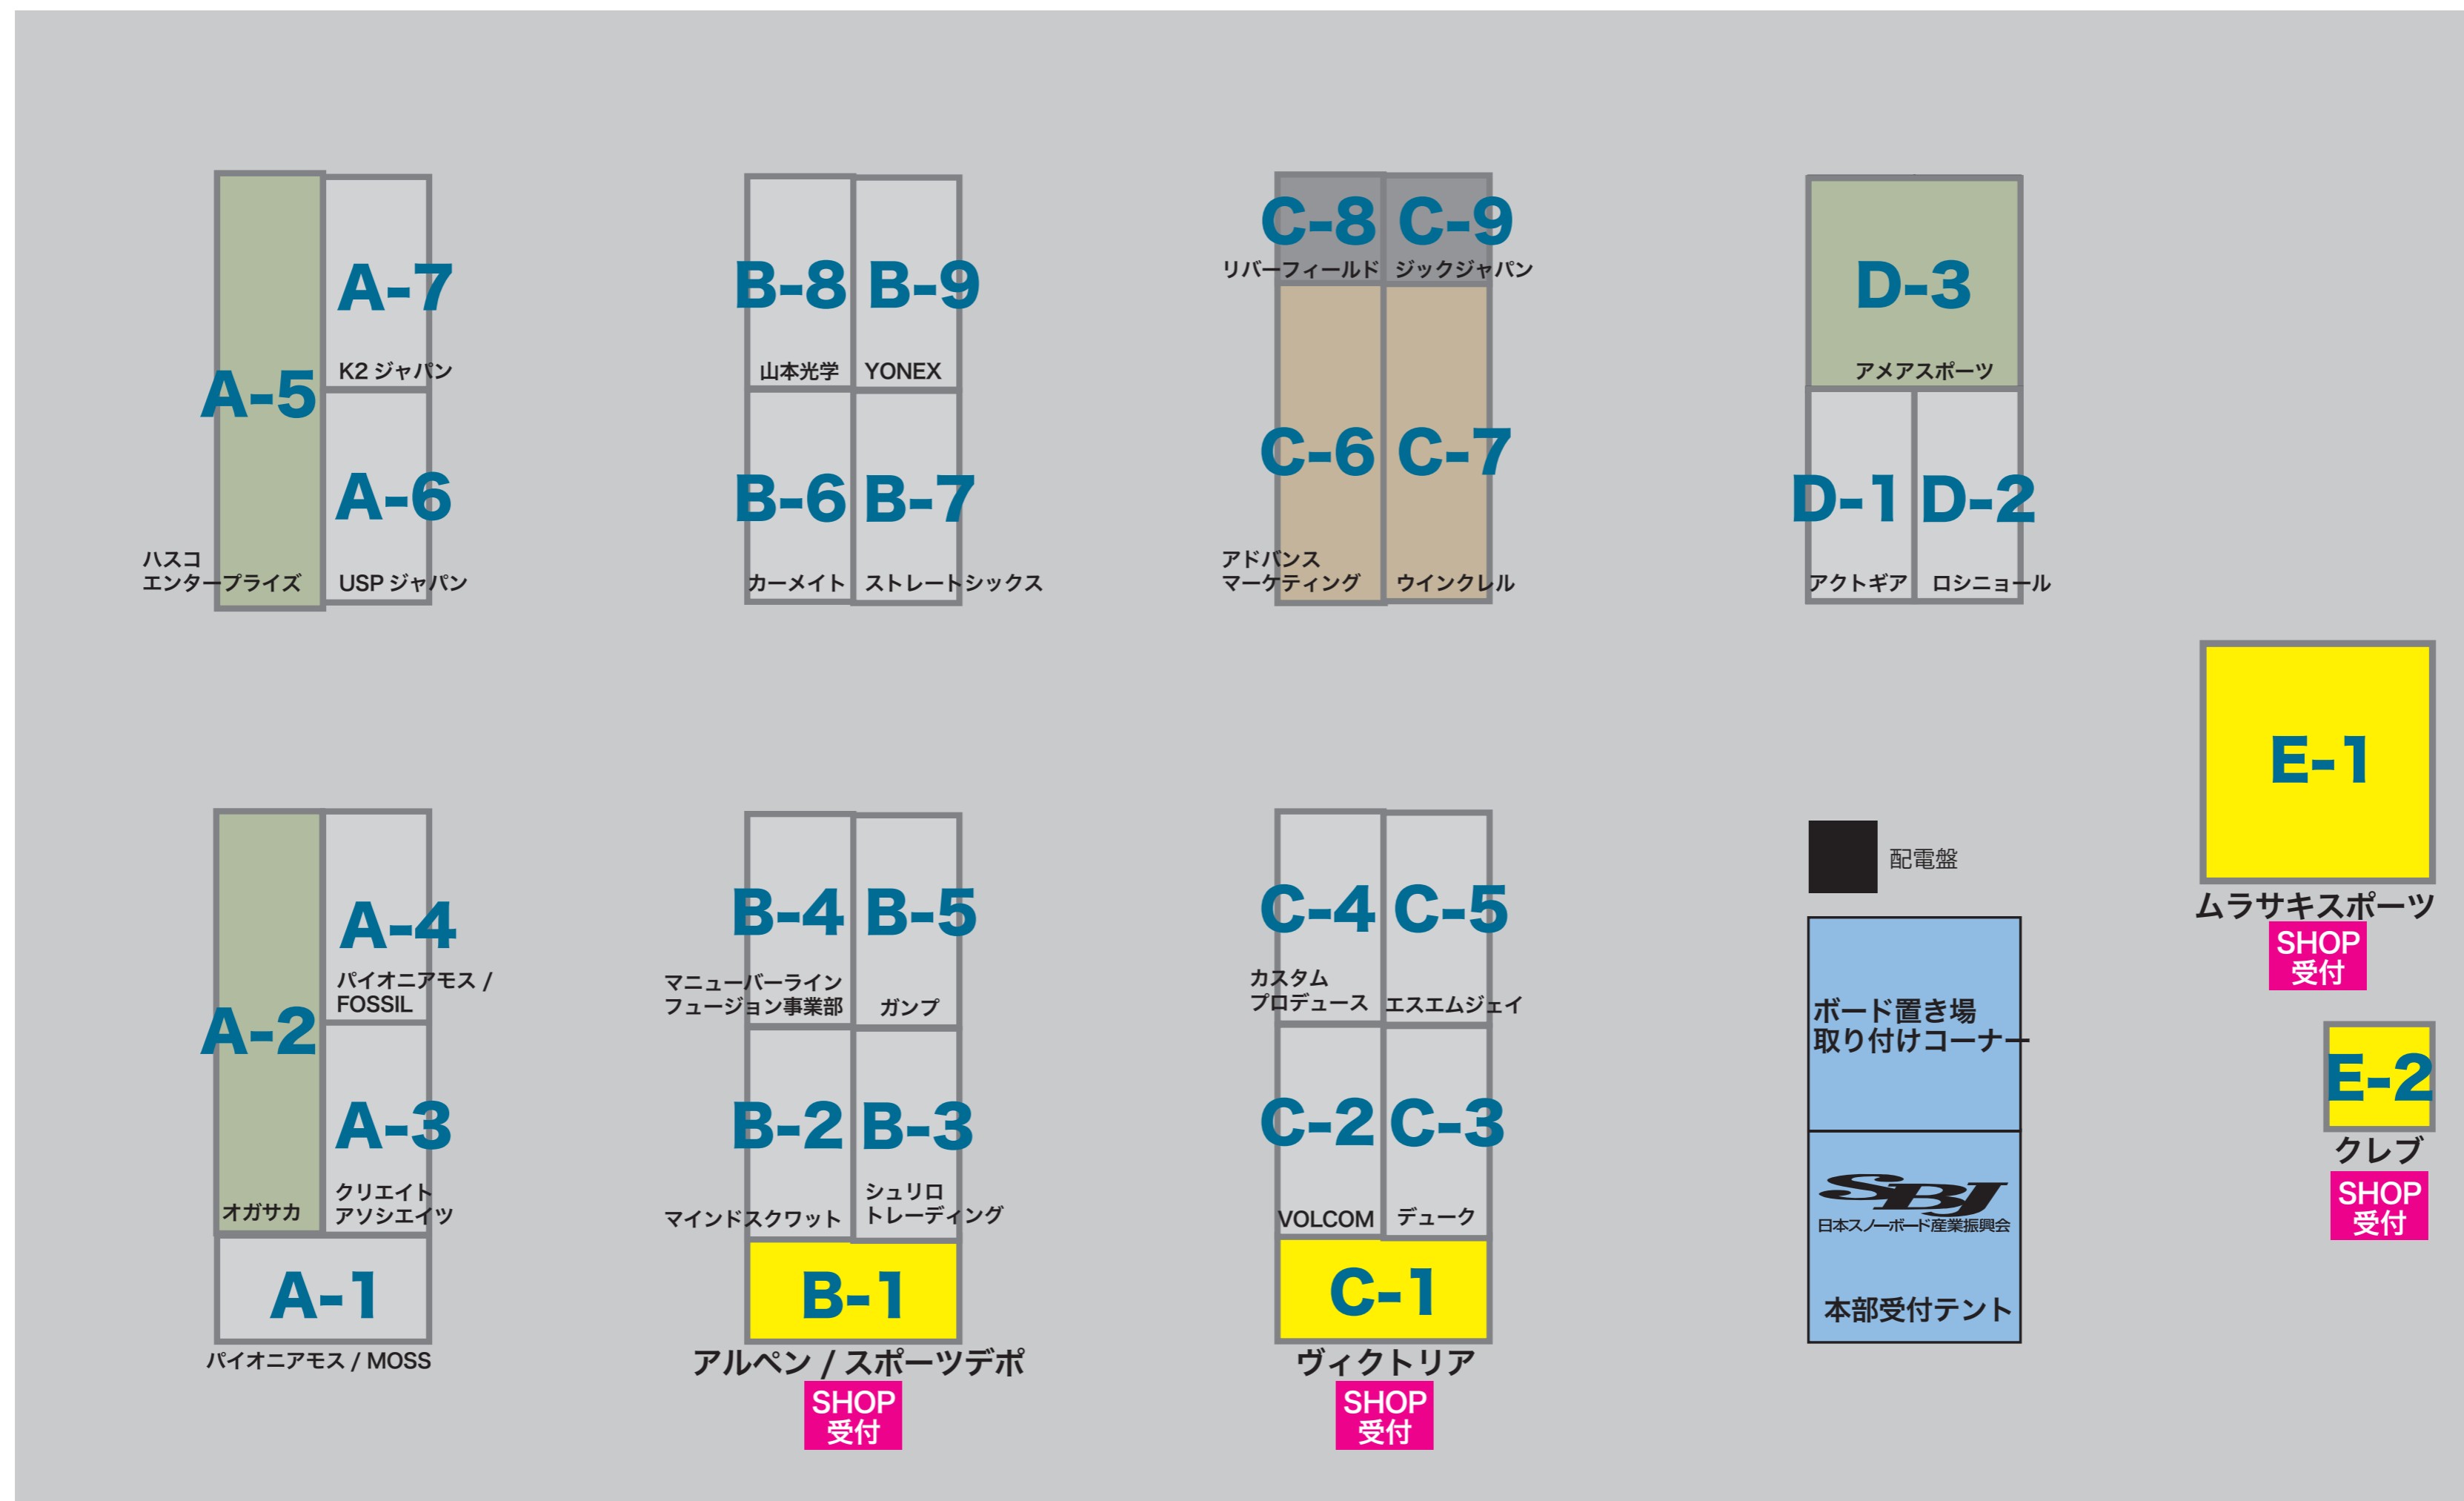 A-5
ハスコ
エンタープライズ
A-7
K2 ジャパン
A-6
USP ジャパン
B-8
山本光学
B-9
YONEX
B-6
カーメイト
B-7
ストレートシックス
C-8
リバーフィールド
C-9
ジックジャパン
C-6
アドバンス
マーケティング
C-7
ウインクレル
D-3
アメアスポーツ
D-1
アクトギア
D-2
ロシニョール
E-1
ムラサキスポーツ
SHOP
受付
E-2
クレブ
SHOP
受付
A-2
オガサカ
A-4
パイオニアモス /
FOSSIL
A-3
クリエイト
アソシエイツ
A-1
パイオニアモス / MOSS
B-4
マニューバーライン
フュージョン事業部
B-5
ガンプ
B-2
マインドスクワット
B-3
シュリロ
トレーディング
B-1
アルペン / スポーツデポ
SHOP
受付
C-4
カスタム
プロデュース
C-5
エスエムジェイ
C-2
VOLCOM
C-3
デューク
C-1
ヴィクトリア
SHOP
受付
配電盤
ボード置き場
取り付けコーナー
SBJ
日本スノーボード産業振興会
本部受付テント